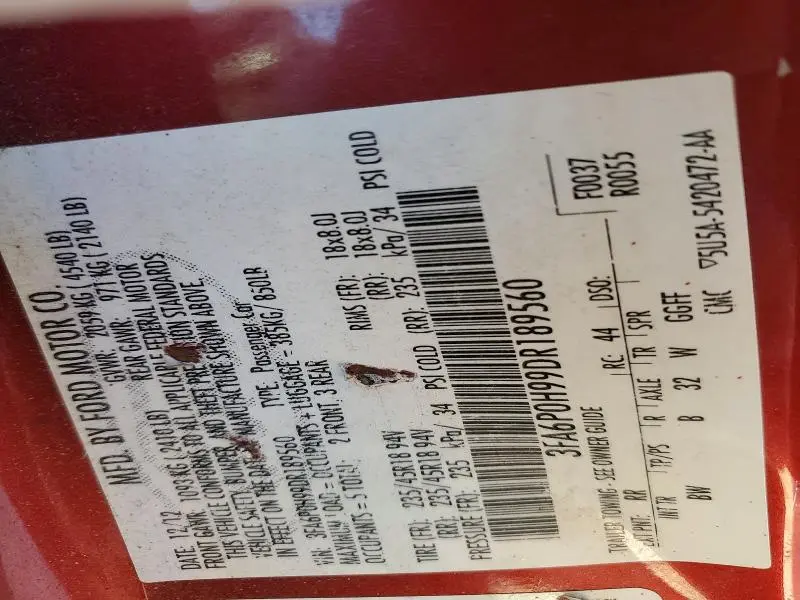 MFD. BY FORD MOTOR CO.
DATE: 12/12 GVWR: 2059 KG ( 4540 LB)
FRONT GAWR: 1093 KG ( 2410 LB) REAR GAWR: 971 KG ( 2140 LB)
THIS VEHICLE CONFORMS TO ALL APPLICABLE FEDERAL MOTOR
VEHICLE SAFETY, BUMPER, AND THEFT STANDARDS
IN EFFECT ON THE DATE MANUFACTURE SHOWN ABOVE.
VIN: 3FA6P0H99DR189560 TYPE: Passenger Car
MAXIMUM LOAD = OCCUPANTS + LUGGAGE = 385KG/ 850LB
OCCUPANTS = 5 TOTAL 2 FRONT, 3 REAR
TIRE (FR): 235/45R18 94V RIMS (FR): 18x8.0J
(RR): 235/45R18 94V (RR): 18x8.0J
PRESSURE (FR): 235 kPa/ 34 PSI COLD (RR): 235 kPa/ 34 PSI COLD
3FA6P0H99DR189560
F0037
R0055
TRAILER TOWING - SEE OWNER GUIDE
EXT PNT: RR RC: 44 DSO:
INT TR TP/PS R AXLE TR SPR
BW B 32 W GGFF
CMC ▽5U5A-5420472-AA